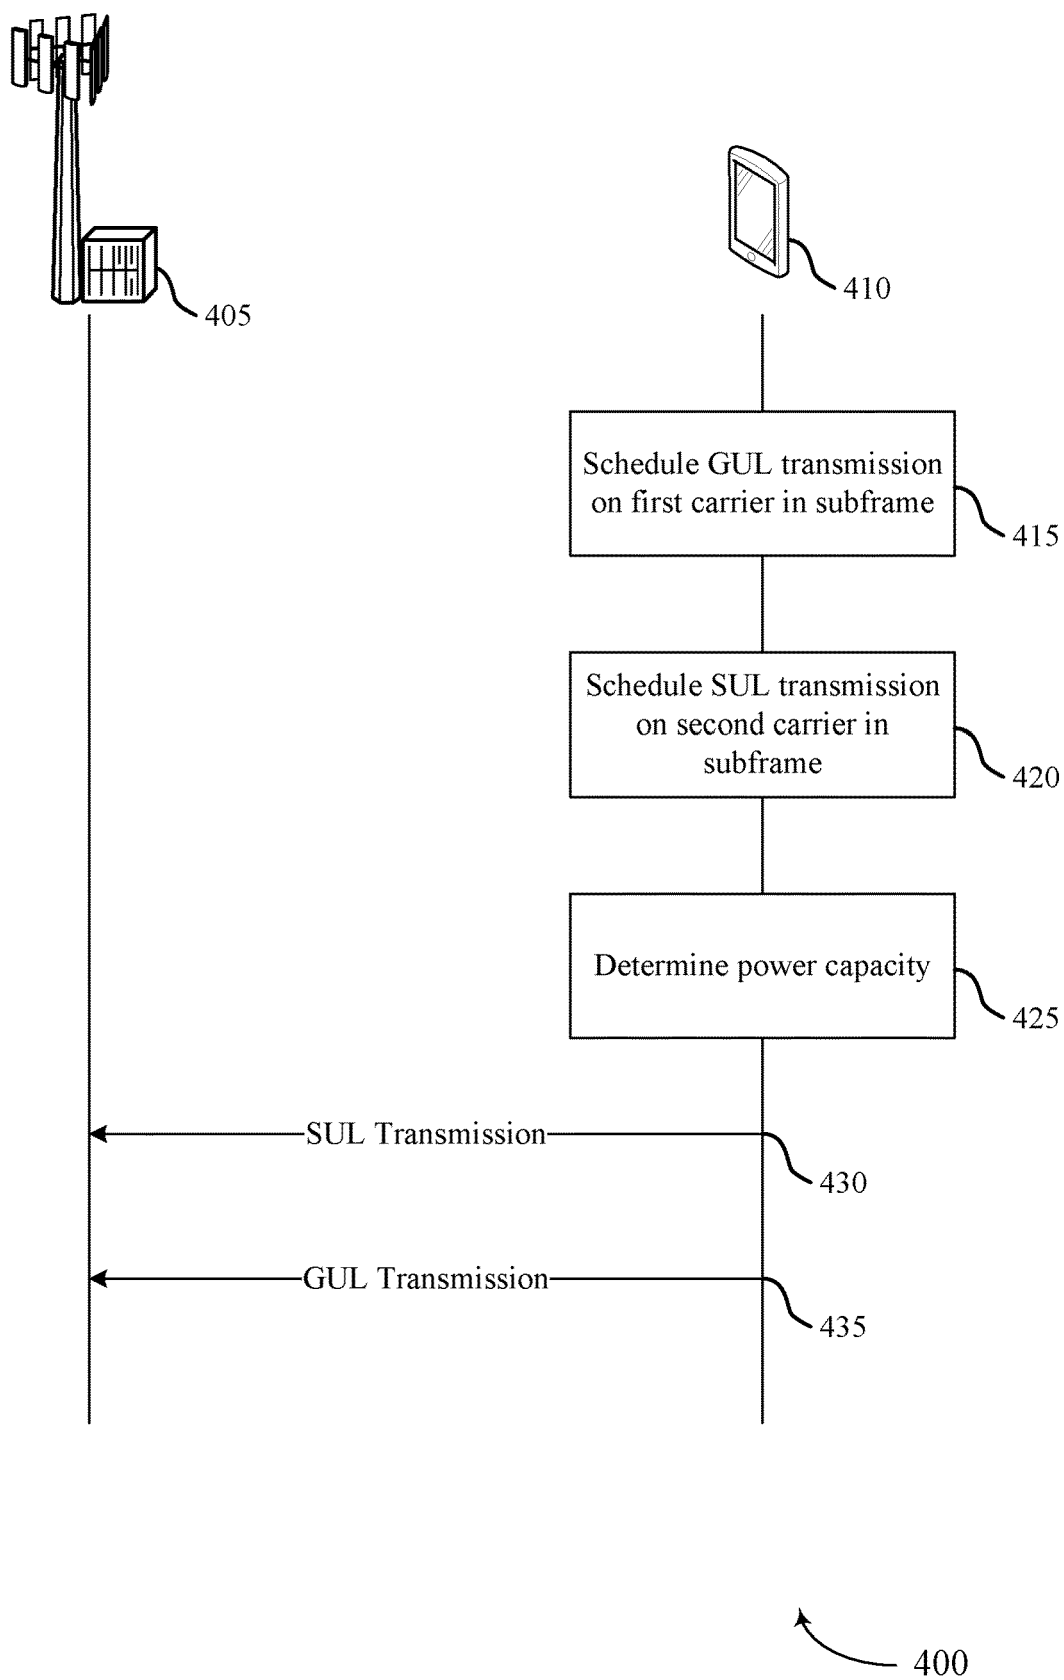 410
405
Schedule GUL transmission
on first carrier in subframe
415
Schedule SUL transmission
on second carrier in
subframe
420
Determine power capacity
425
SUL Transmission
430
GUL Transmission
435
400